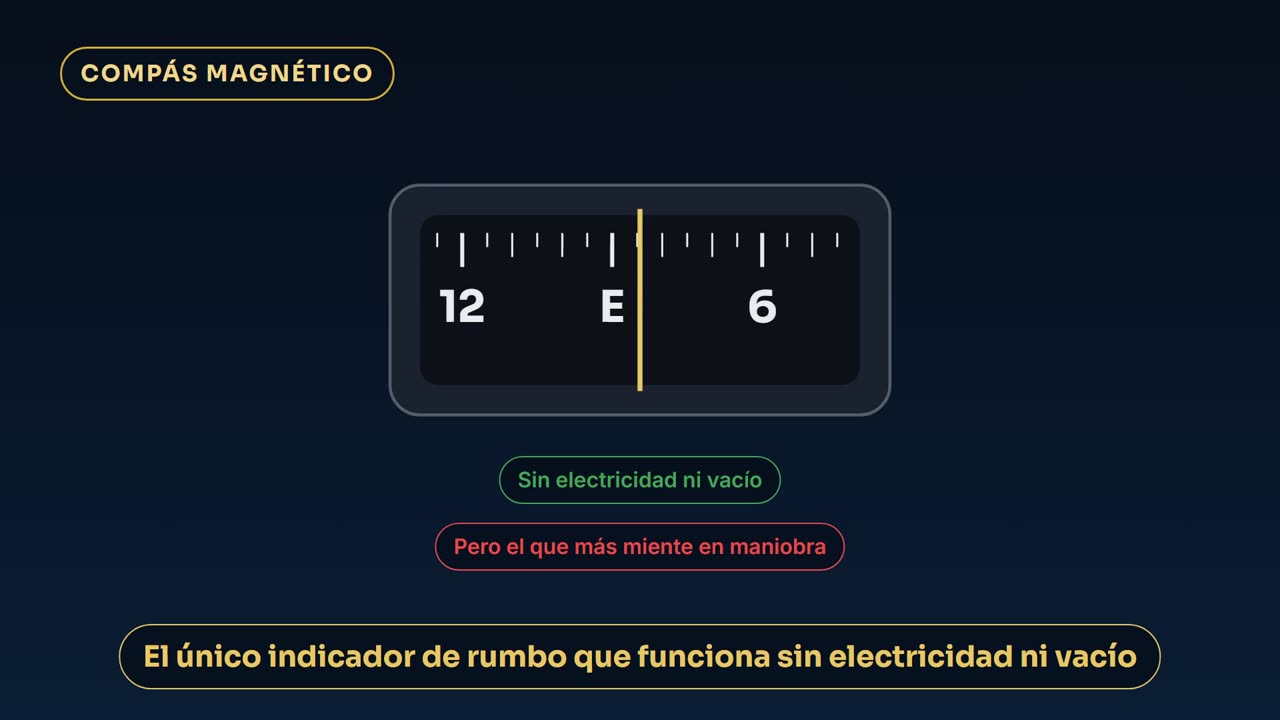 COMPÁS MAGNÉTICO
12 E 6
Sin electricidad ni vacío
Pero el que más miente en maniobra
El único indicador de rumbo que funciona sin electricidad ni vacío